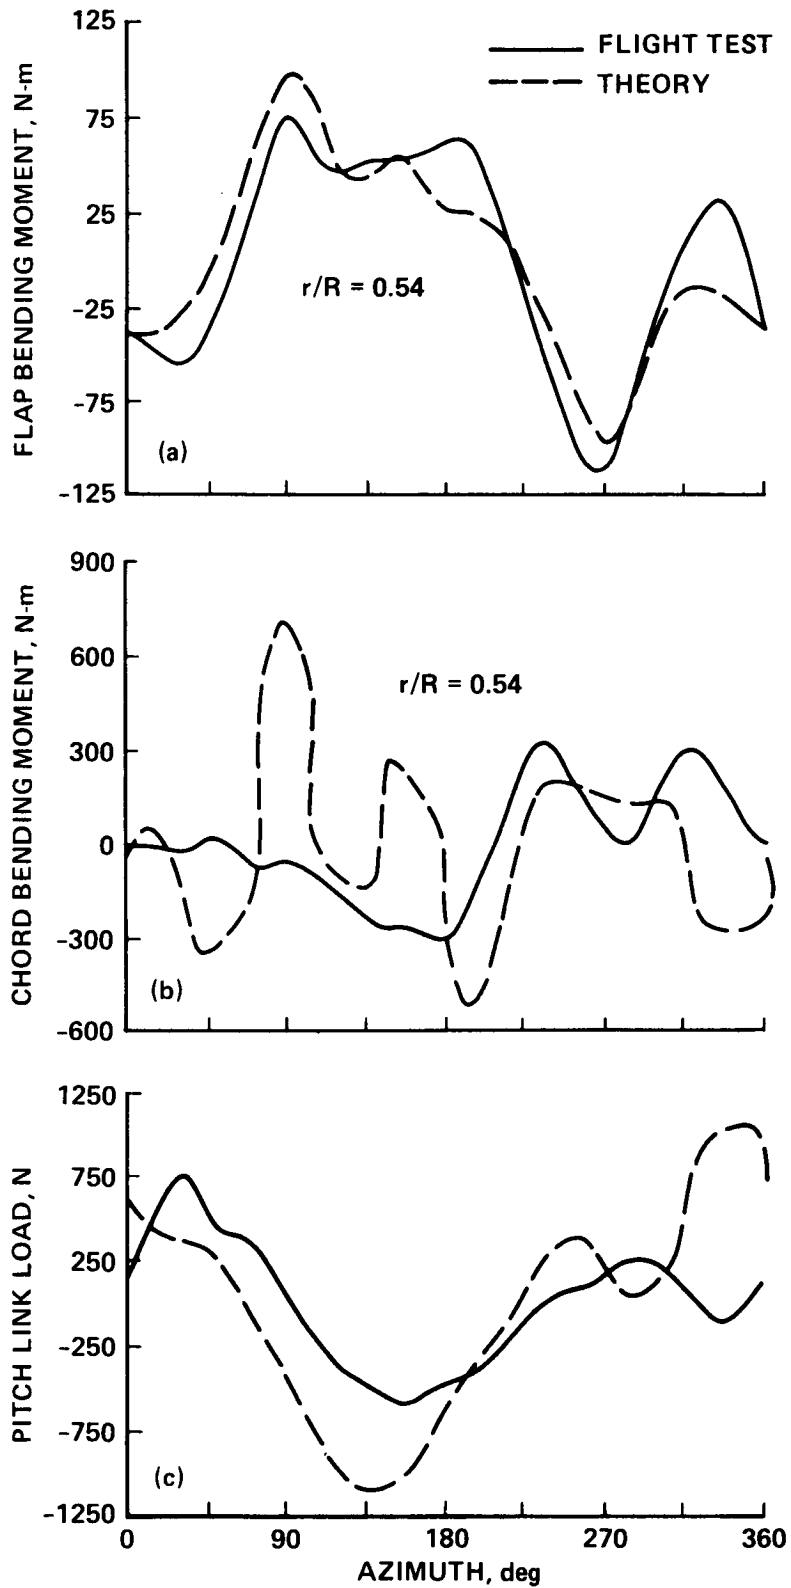 125
FLIGHT TEST
THEORY
75
25
-25
-75
-125
FLAP BENDING MOMENT, N-m
r/R = 0.54
(a)
900
600
300
0
-300
-600
CHORD BENDING MOMENT, N-m
r/R = 0.54
(b)
1250
750
250
-250
-750
-1250
PITCH LINK LOAD, N
(c)
0 90 180 270 360
AZIMUTH, deg